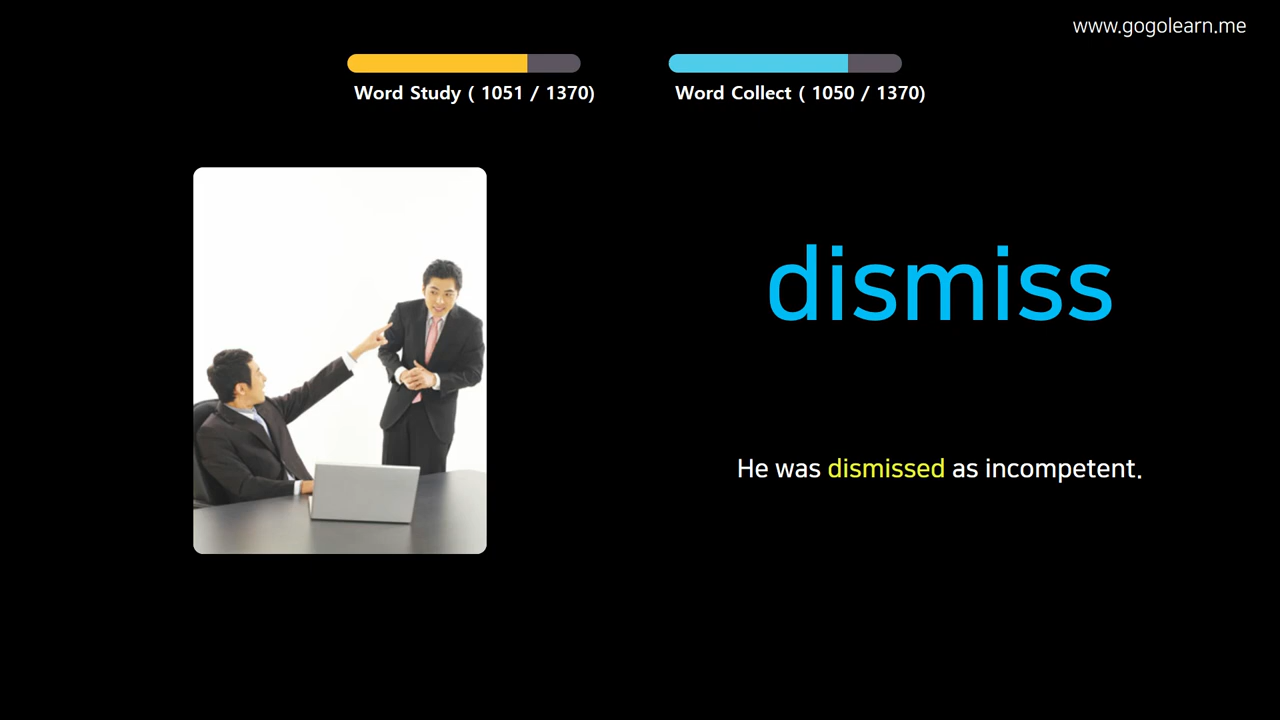 www.gogolearn.me
Word Study ( 1051 / 1370)
Word Collect ( 1050 / 1370)
dismiss
He was dismissed as incompetent.